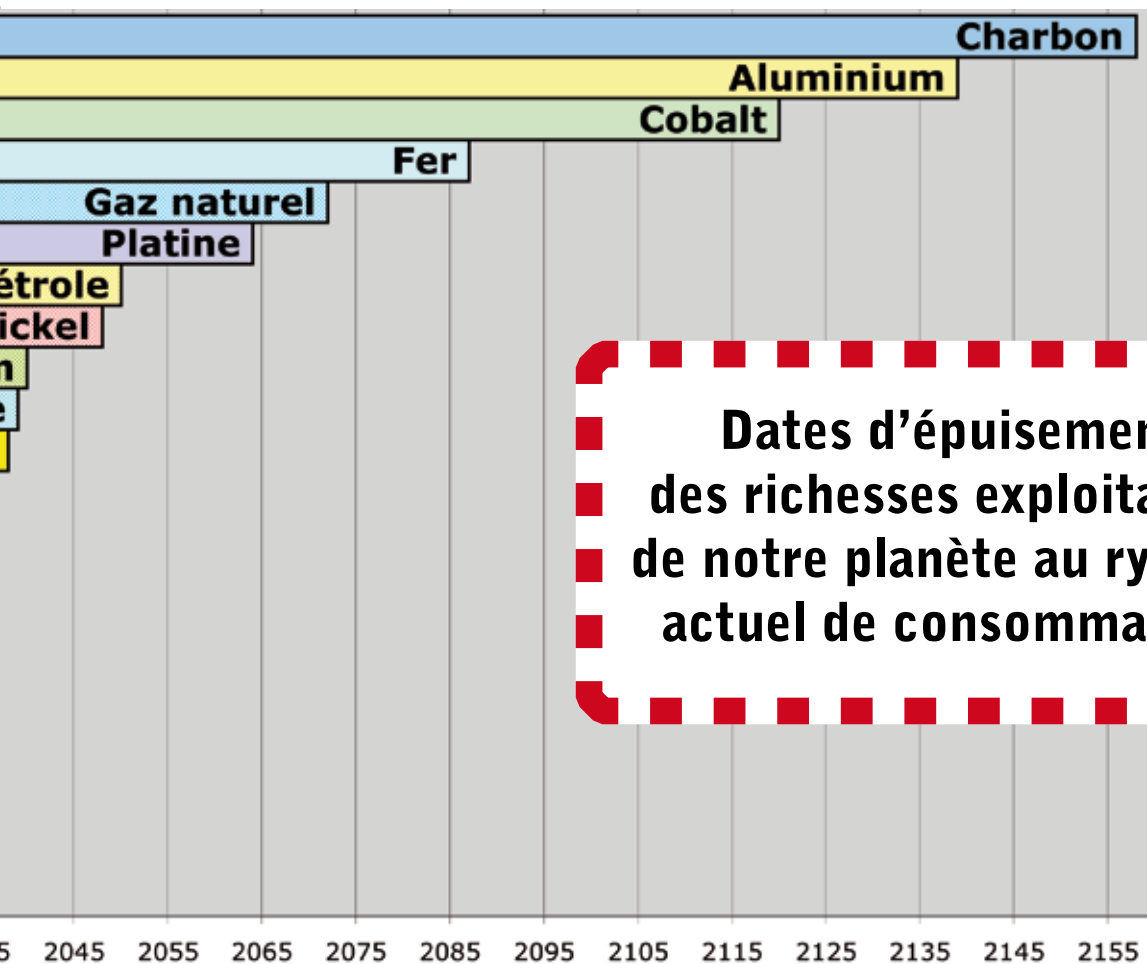 Charbon
Aluminium
Cobalt
Fer
Gaz naturel
Platine
étrole
ickel
Dates d’épuisemen
des richesses exploita
de notre planète au ry
actuel de consomma
2045 2055 2065 2075 2085 2095 2105 2115 2125 2135 2145 2155